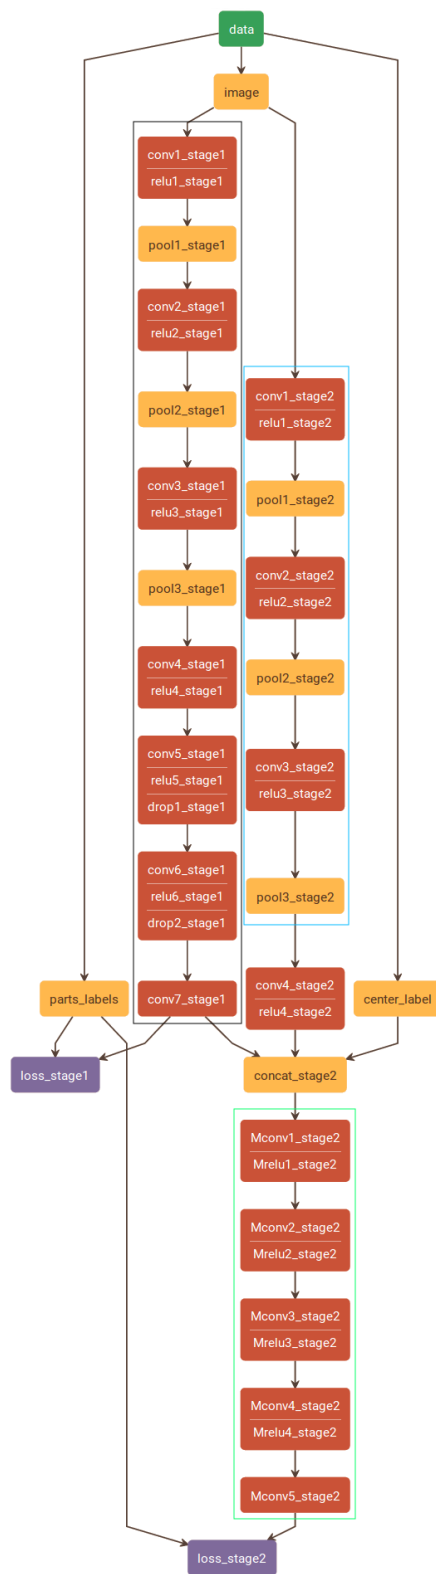 data
image
conv1_stage1
relu1_stage1
pool1_stage1
conv2_stage1
relu2_stage1
pool2_stage1
conv3_stage1
relu3_stage1
pool3_stage1
conv4_stage1
relu4_stage1
conv5_stage1
relu5_stage1
drop1_stage1
conv6_stage1
relu6_stage1
drop2_stage1
conv7_stage1
conv1_stage2
relu1_stage2
pool1_stage2
conv2_stage2
relu2_stage2
pool2_stage2
conv3_stage2
relu3_stage2
pool3_stage2
conv4_stage2
relu4_stage2
parts_labels
center_label
loss_stage1
concat_stage2
Mconv1_stage2
Mrelu1_stage2
Mconv2_stage2
Mrelu2_stage2
Mconv3_stage2
Mrelu3_stage2
Mconv4_stage2
Mrelu4_stage2
Mconv5_stage2
loss_stage2